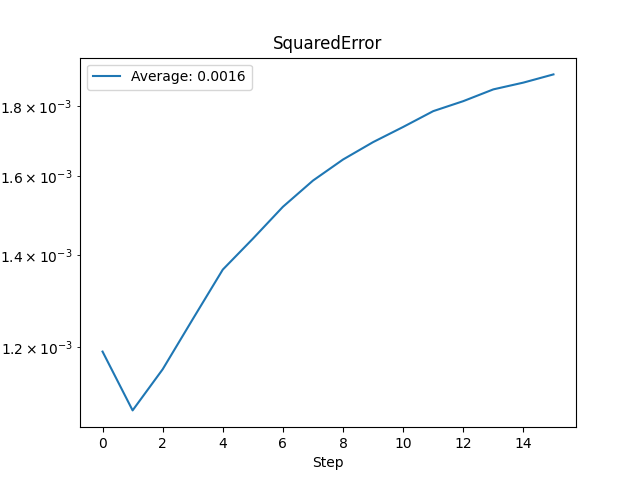 SquaredError
Average: 0.0016
1.8 × 10⁻³
1.6 × 10⁻³
1.4 × 10⁻³
1.2 × 10⁻³
0 2 4 6 8 10 12 14
Step